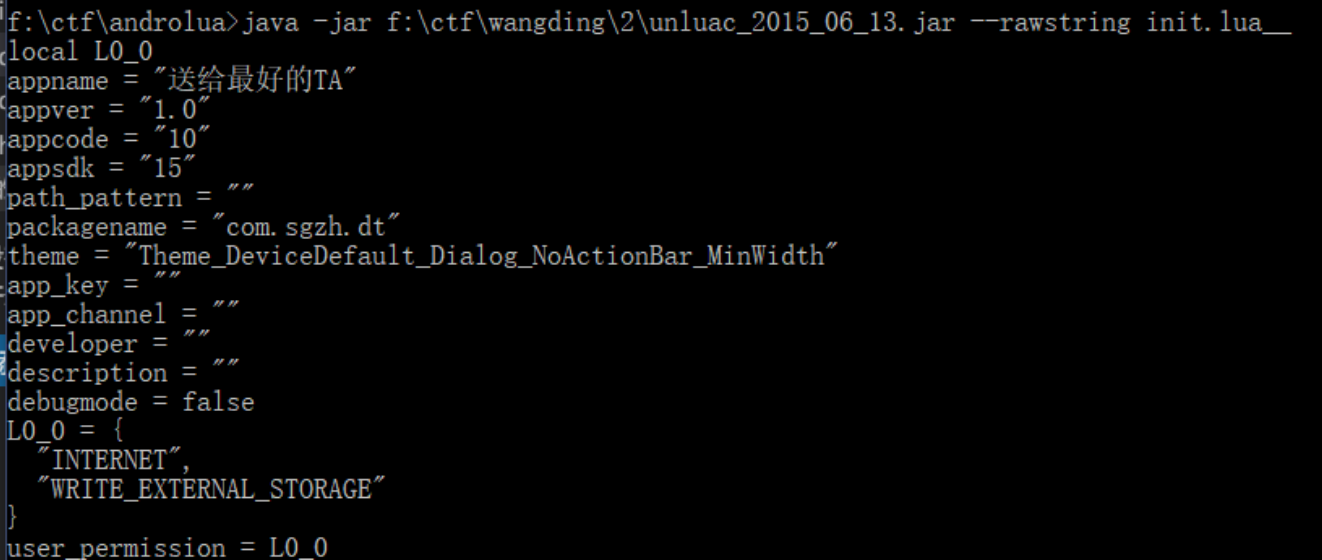 f:\ctf\androlua>java -jar f:\ctf\wangding\2\unluac_2015_06_13.jar --rawstring init.lua__
local L0_0
appname = "送给最好的TA"
appver = "1.0"
appcode = "10"
appsdk = "15"
path_pattern = ""
packagename = "com.sgzh.dt"
theme = "Theme_DeviceDefault_Dialog_NoActionBar_MinWidth"
app_key = ""
app_channel = ""
developer = ""
description = ""
debugmode = false
L0_0 = {
  "INTERNET",
  "WRITE_EXTERNAL_STORAGE"
}
user_permission = L0_0